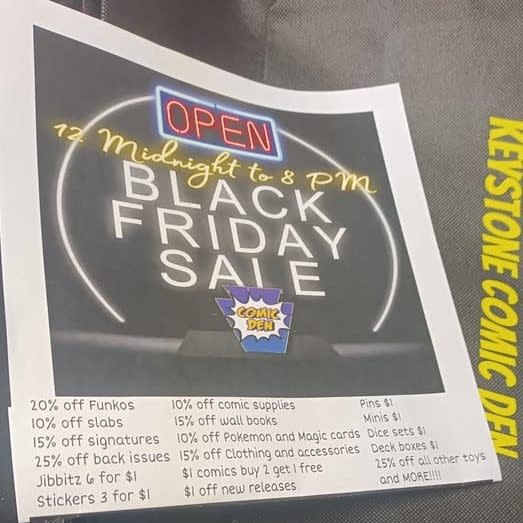 OPEN
12 Midnight to 8 PM
BLACK
FRIDAY
SALE
COMIC
DEN
20% off Funkos
10% off slabs
15% off signatures
25% off back issues
Jibbitz 6 for $1
Stickers 3 for $1
10% off comic supplies
15% off wall books
10% off Pokemon and Magic cards
15% off Clothing and accessories
$1 comics buy 2 get 1 free
$1 off new releases
Pins $1
Minis $1
Dice sets $1
Deck boxes $1
25% off all other toys
and MORE!!!!
KEYSTONE COMIC DEN